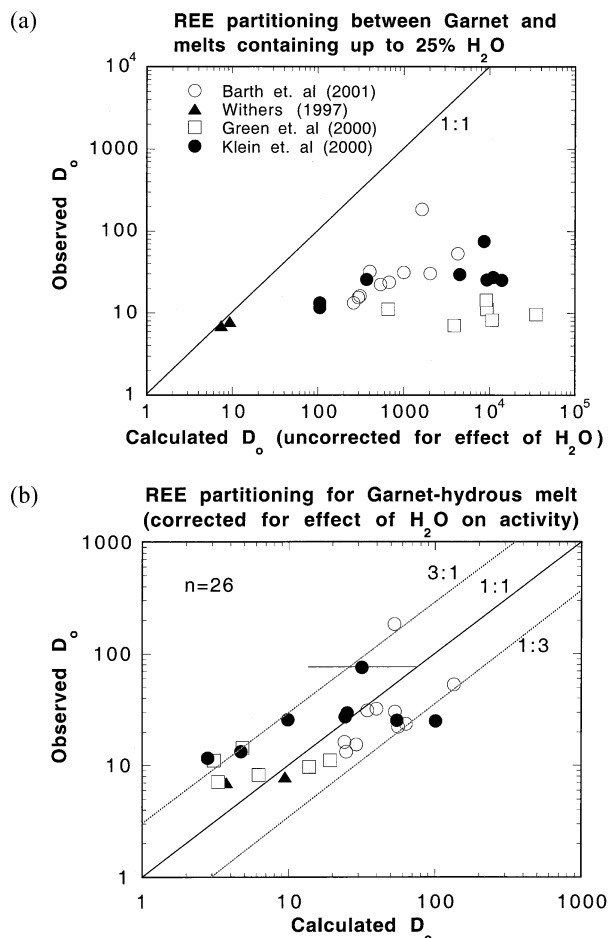 (a)
REE partitioning between Garnet and
melts containing up to 25% H2O
10^4
1000
100
10
1
Observed Do
Barth et. al (2001)
Withers (1997)
Green et. al (2000)
Klein et. al (2000)
1:1
1 10 100 1000 10^4 10^5
Calculated Do (uncorrected for effect of H2O)
(b)
REE partitioning for Garnet-hydrous melt
(corrected for effect of H2O on activity)
1000
100
10
1
Observed Do
n=26
3:1
1:1
1:3
1 10 100 1000
Calculated Do